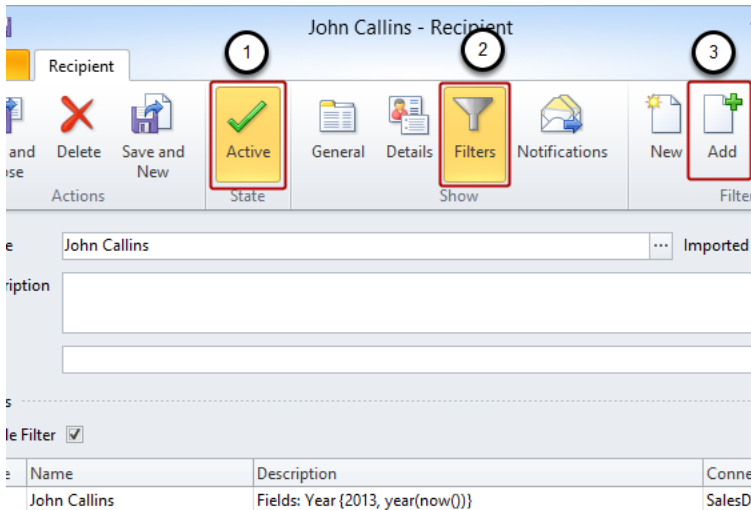 John Callins - Recipient
1
2
3
Recipient
and
Delete
Save and
New
Active
General
Details
Filters
Notifications
New
Add
Actions
State
Show
Filte
John Callins
Imported
ription
le Filter
Name
Description
Conne
John Callins
Fields: Year {2013, year(now())}
SalesD